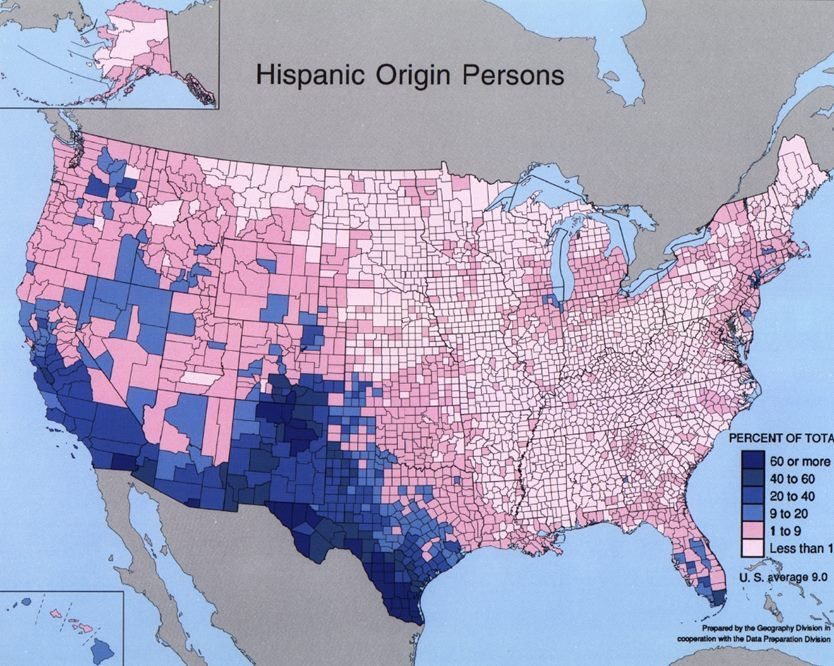 Hispanic Origin Persons
PERCENT OF TOTA
60 or more
40 to 60
20 to 40
9 to 20
1 to 9
Less than 1
U. S. average 9.0
Prepared by the Geography Division in
cooperation with the Data Preparation Division